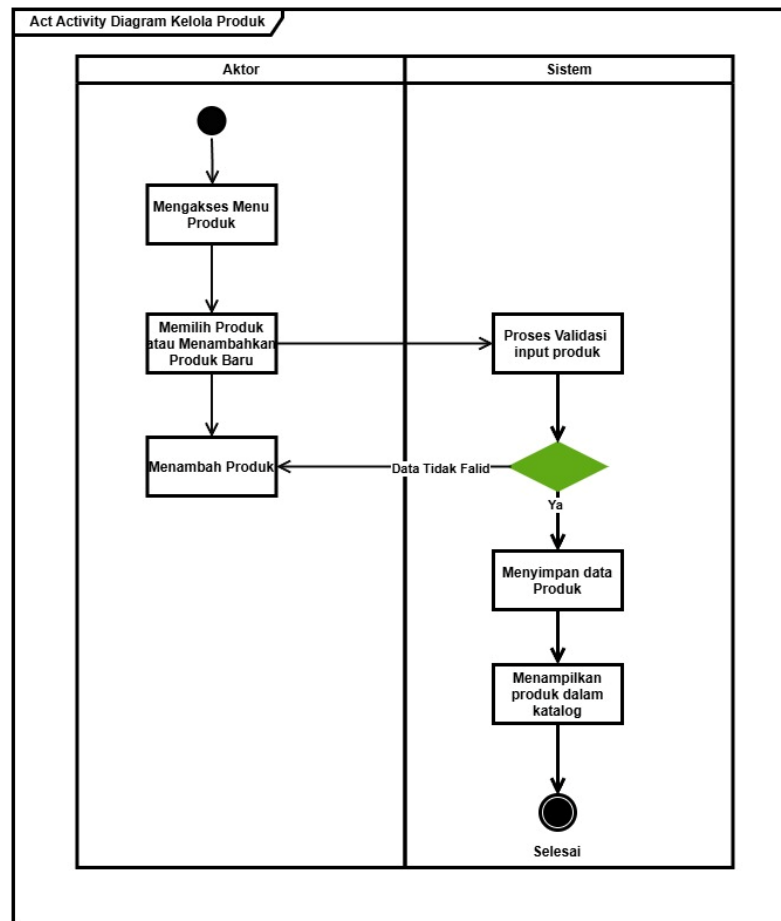 Act Activity Diagram Kelola Produk
Aktor
Sistem
Mengakses Menu
Produk
Memilih Produk
atau Menambahkan
Produk Baru
Proses Validasi
input produk
Menambah Produk
Data Tidak Falid
Ya
Menyimpan data
Produk
Menampilkan
produk dalam
katalog
Selesai